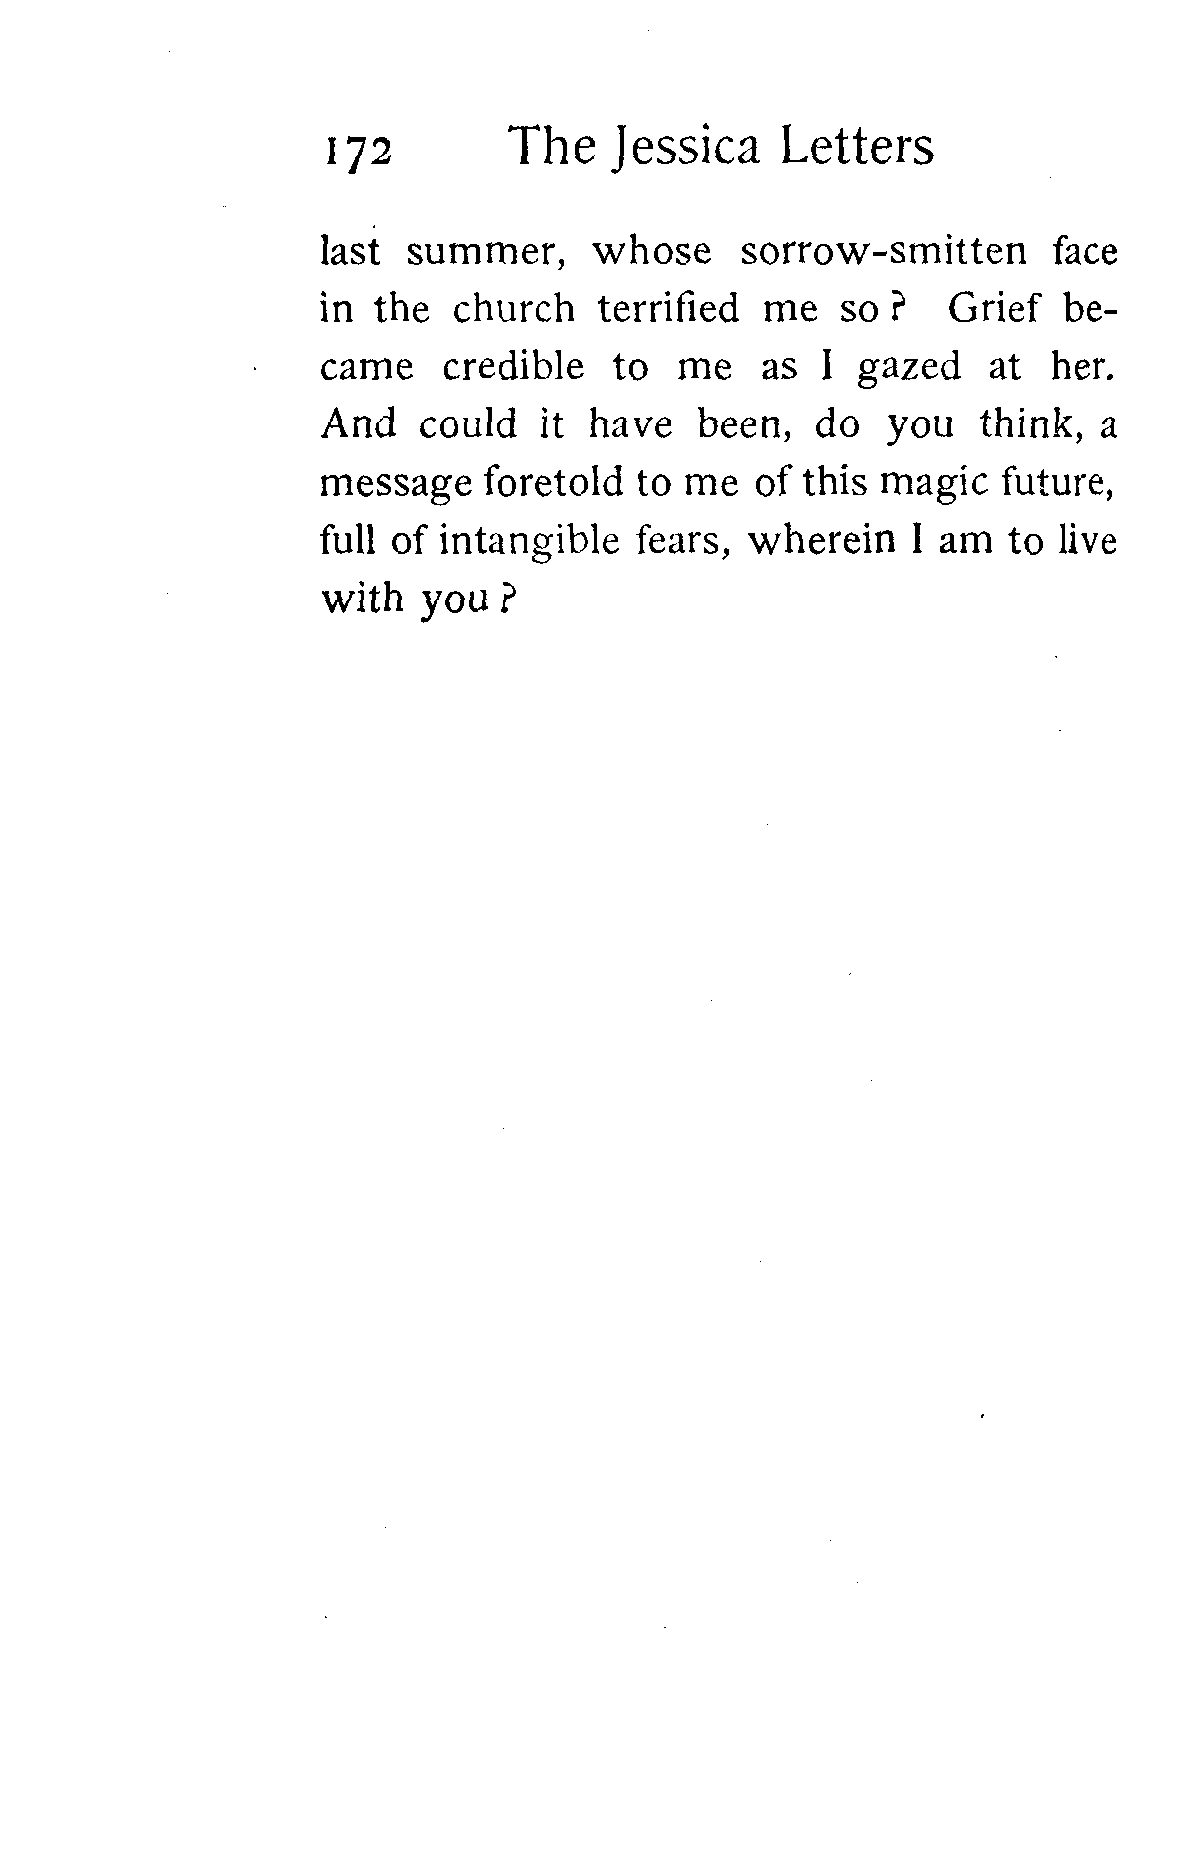 172 The Jessica Letters
last summer, whose sorrow-smitten face
in the church terrified me so ? Grief be-
came credible to me as I gazed at her.
And could it have been, do you think, a
message foretold to me of this magic future,
full of intangible fears, wherein I am to live
with you ?